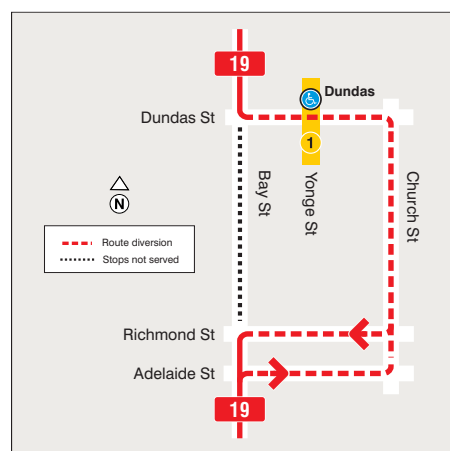 19
Dundas
Dundas St
1
Bay St
Yonge St
Church St
N
Route diversion
Stops not served
Richmond St
Adelaide St
19